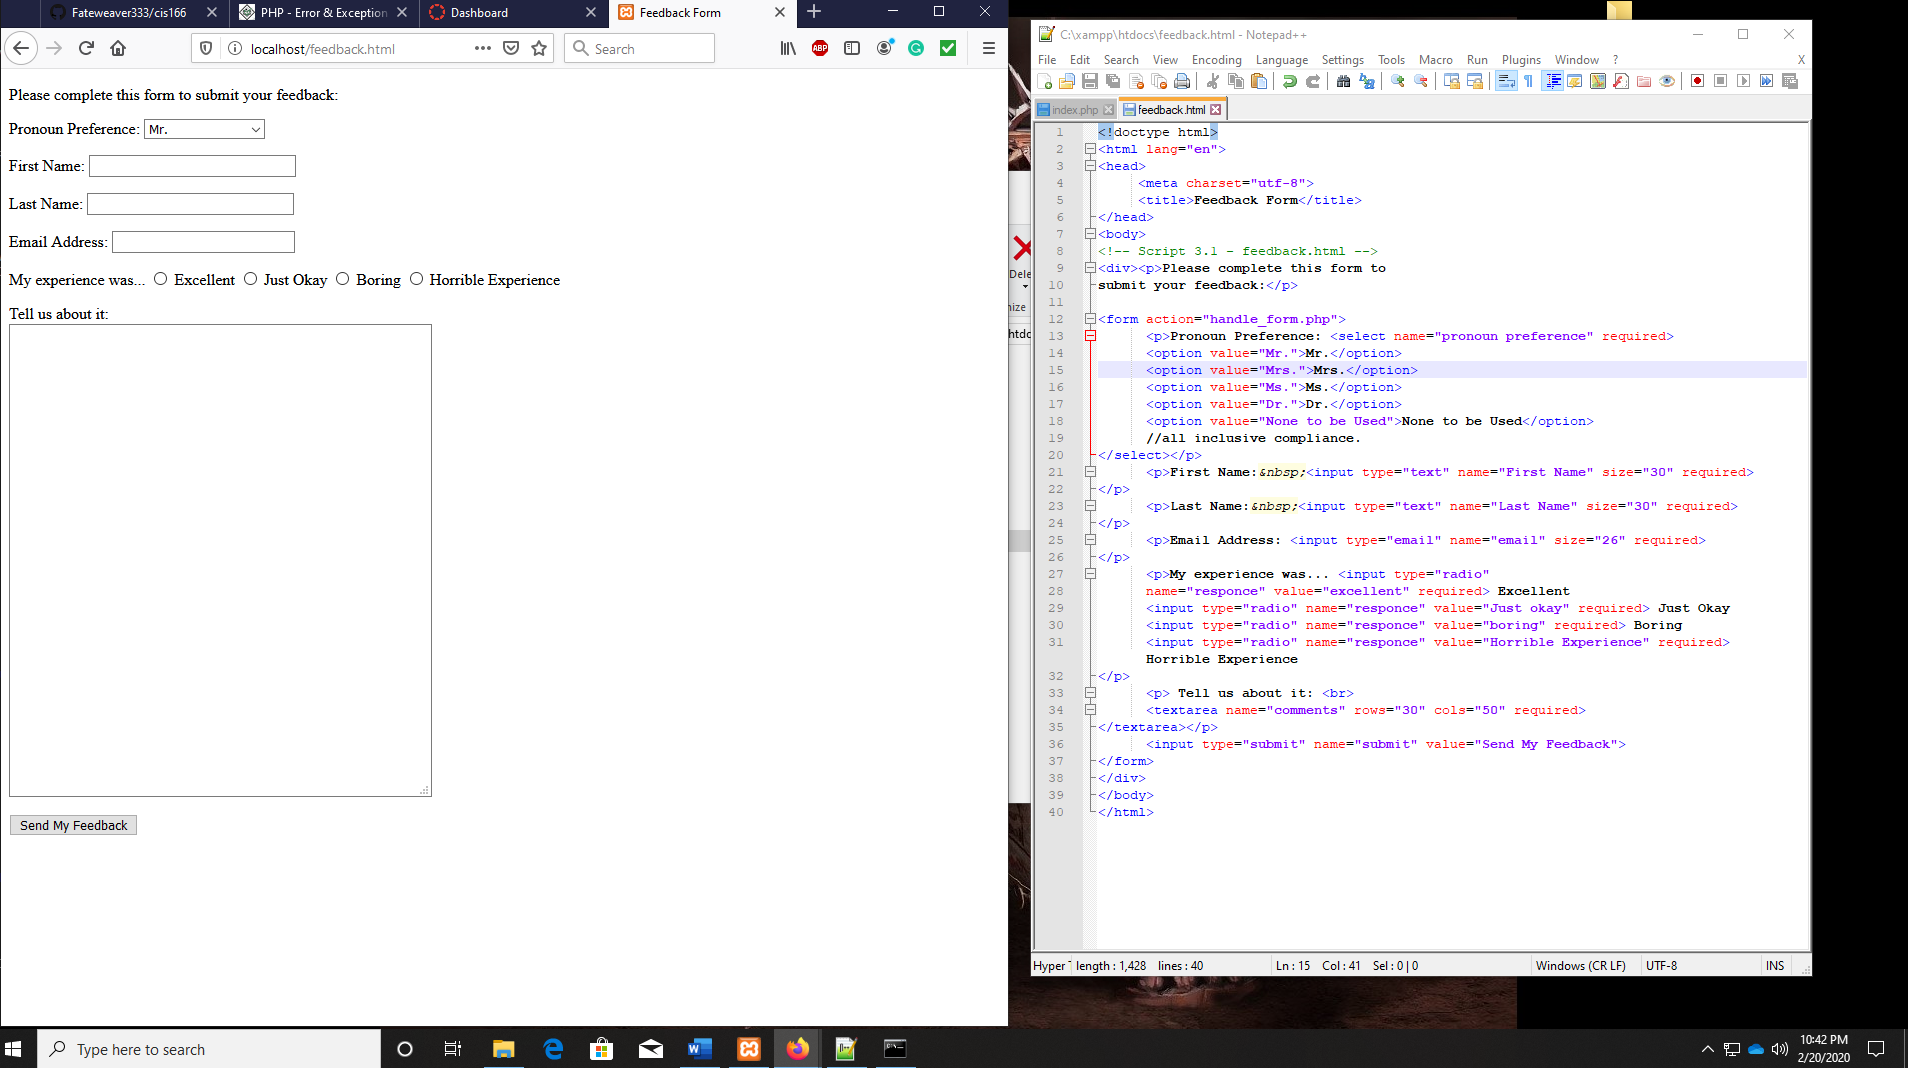 Fateweaver333/cis166
PHP - Error & Exception
Dashboard
Feedback Form
localhost/feedback.html
Search
ABP
Please complete this form to submit your feedback:
Pronoun Preference: Mr.
First Name:
Last Name:
Email Address:
My experience was... Excellent Just Okay Boring Horrible Experience
Tell us about it:
Send My Feedback
Dele
nize
htdc
C:\xampp\htdocs\feedback.html - Notepad++
File Edit Search View Encoding Language Settings Tools Macro Run Plugins Window ? X
index.php feedback.html
1 <!doctype html>
2 <html lang="en">
3 <head>
4 <meta charset="utf-8">
5 <title>Feedback Form</title>
6 </head>
7 <body>
8 <!-- Script 3.1 - feedback.html -->
9 <div><p>Please complete this form to
10 submit your feedback:</p>
11
12 <form action="handle_form.php">
13 <p>Pronoun Preference: <select name="pronoun preference" required>
14 <option value="Mr.">Mr.</option>
15 <option value="Mrs.">Mrs.</option>
16 <option value="Ms.">Ms.</option>
17 <option value="Dr.">Dr.</option>
18 <option value="None to be Used">None to be Used</option>
19 //all inclusive compliance.
20 </select></p>
21 <p>First Name:&nbsp;<input type="text" name="First Name" size="30" required>
22 </p>
23 <p>Last Name:&nbsp;<input type="text" name="Last Name" size="30" required>
24 </p>
25 <p>Email Address: <input type="email" name="email" size="26" required>
26 </p>
27 <p>My experience was... <input type="radio"
28 name="responce" value="excellent" required> Excellent
29 <input type="radio" name="responce" value="Just okay" required> Just Okay
30 <input type="radio" name="responce" value="boring" required> Boring
31 <input type="radio" name="responce" value="Horrible Experience" required>
Horrible Experience
32 </p>
33 <p> Tell us about it: <br>
34 <textarea name="comments" rows="30" cols="50" required>
35 </textarea></p>
36 <input type="submit" name="submit" value="Send My Feedback">
37 </form>
38 </div>
39 </body>
40 </html>
Hyper length : 1,428 lines : 40 Ln : 15 Col : 41 Sel : 0 | 0 Windows (CR LF) UTF-8 INS
Type here to search
10:42 PM
2/20/2020